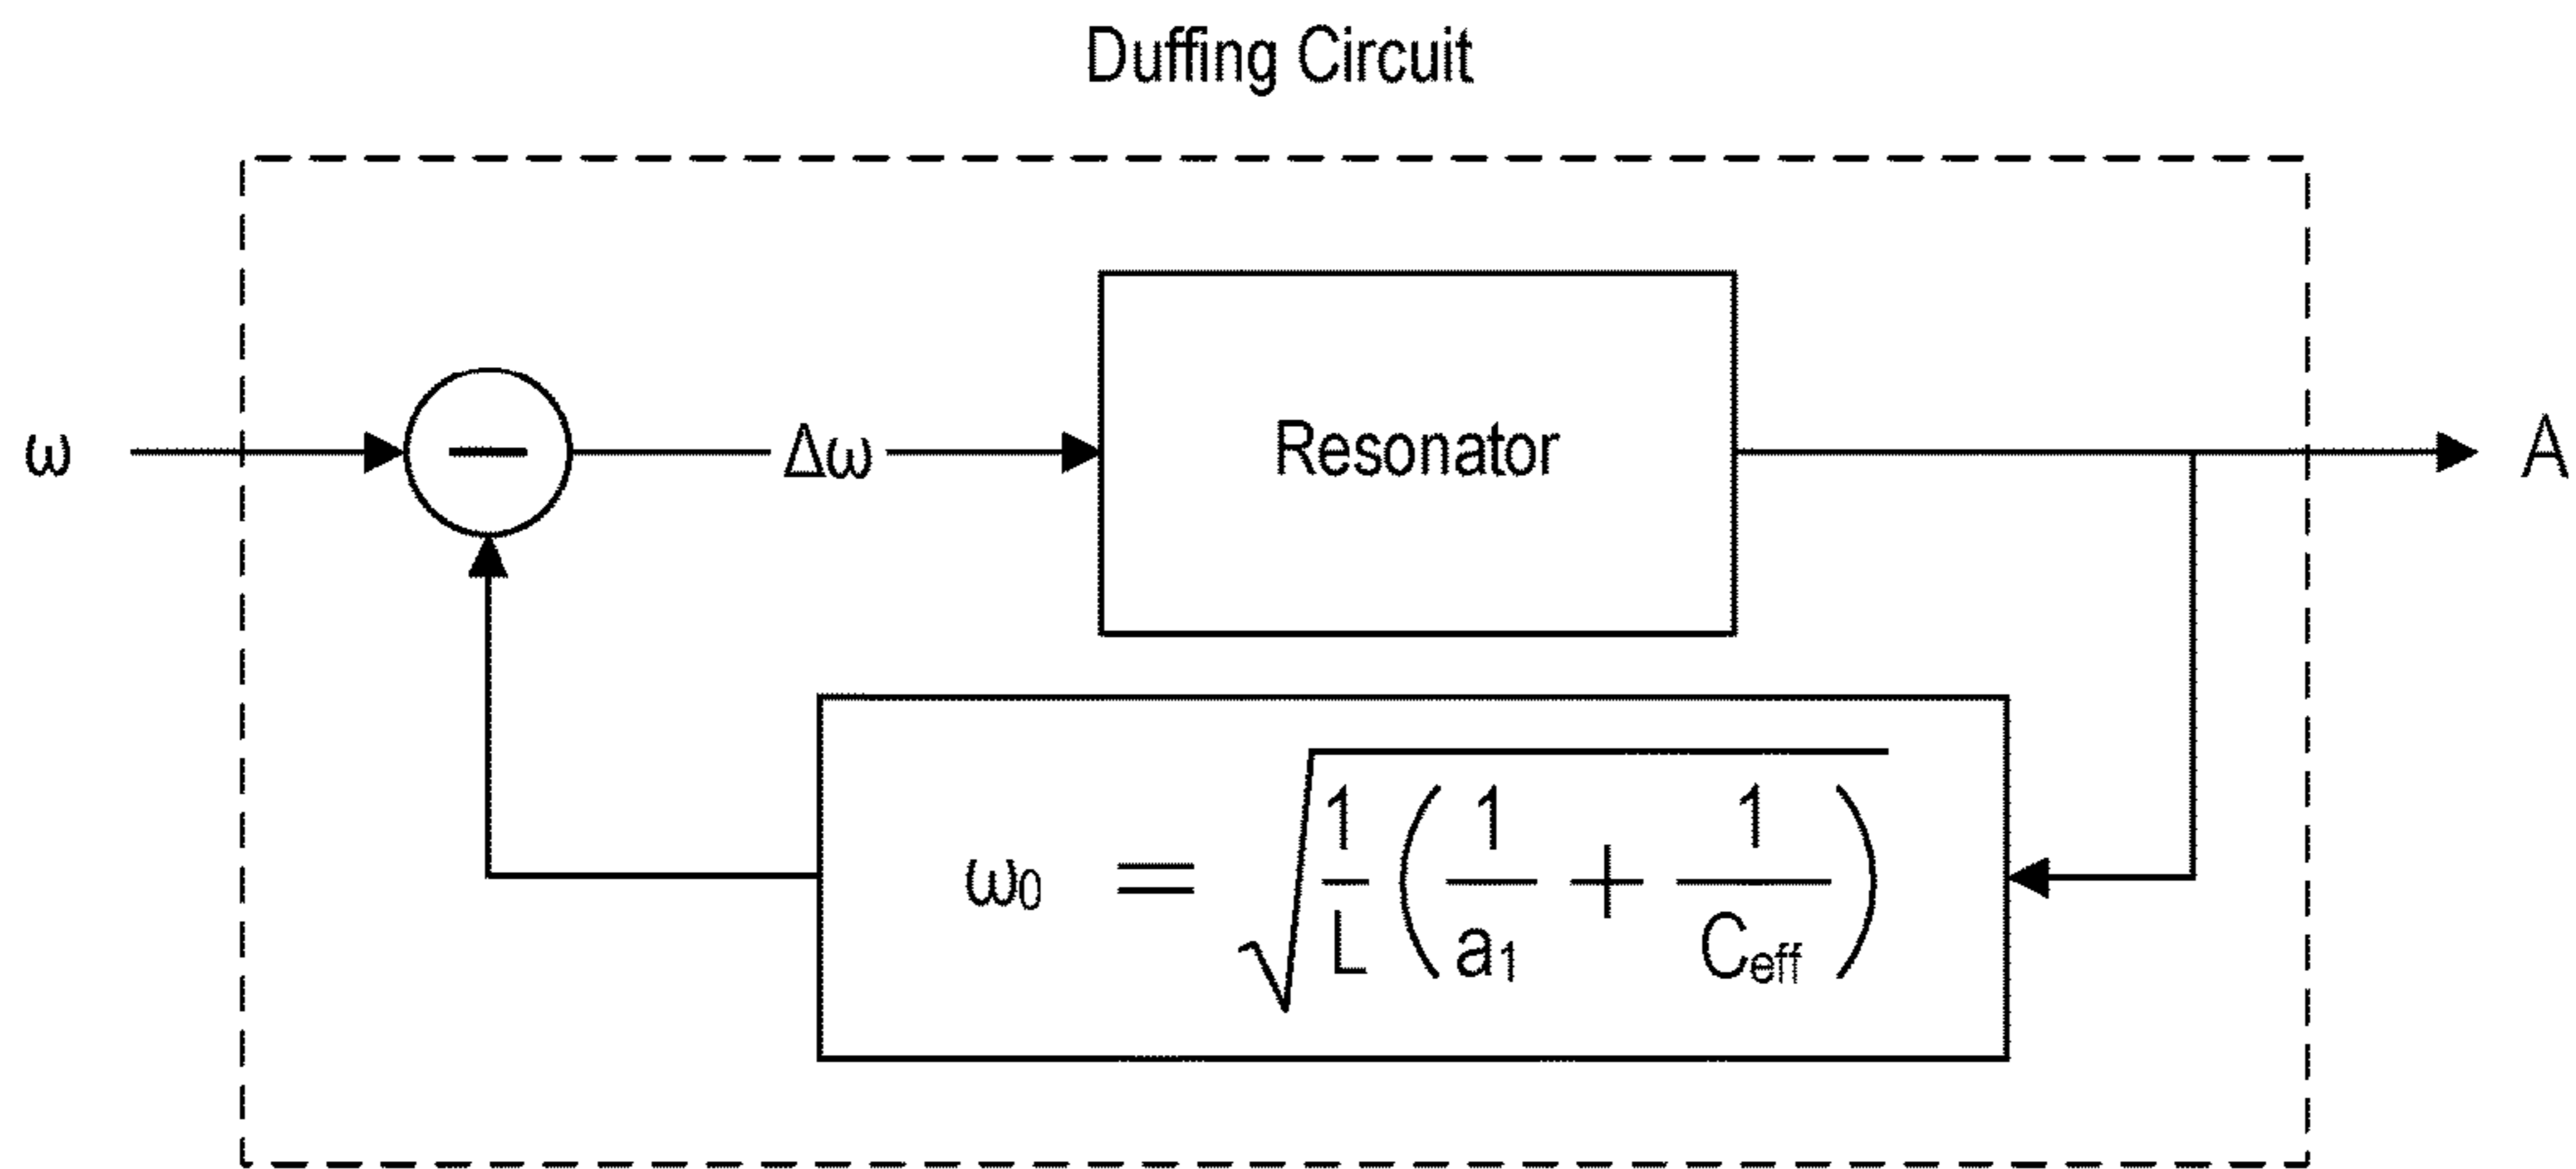 Duffing Circuit
ω
−
Δω
Resonator
A
ω₀ = √(1/L (1/a₁ + 1/C_eff))